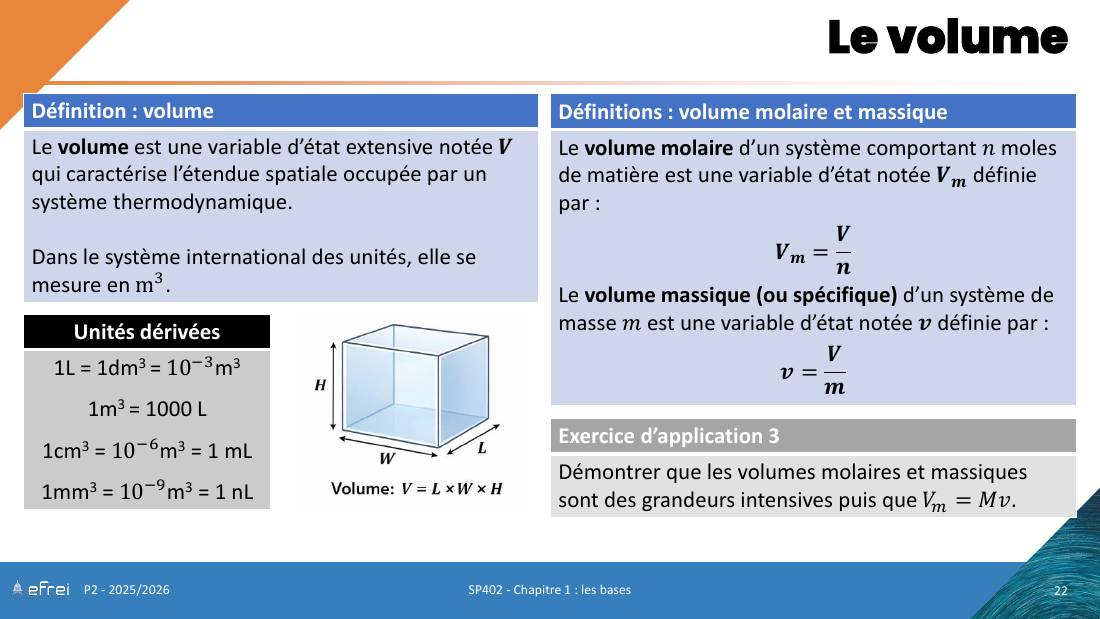 Le volume
Définition : volume
Le volume est une variable d'état extensive notée V
qui caractérise l'étendue spatiale occupée par un
système thermodynamique.
Dans le système international des unités, elle se
mesure en m³.
Unités dérivées
1L = 1dm³ = 10⁻³m³
1m³ = 1000 L
1cm³ = 10⁻⁶m³ = 1 mL
1mm³ = 10⁻⁹m³ = 1 nL
H
W
L
Volume: V = L × W × H
Définitions : volume molaire et massique
Le volume molaire d'un système comportant n moles
de matière est une variable d'état notée Vₘ définie
par :
Vₘ = V/n
Le volume massique (ou spécifique) d'un système de
masse m est une variable d'état notée v définie par :
v = V/m
Exercice d'application 3
Démontrer que les volumes molaires et massiques
sont des grandeurs intensives puis que Vₘ = Mv.
efrei P2 - 2025/2026
SP402 - Chapitre 1 : les bases
22